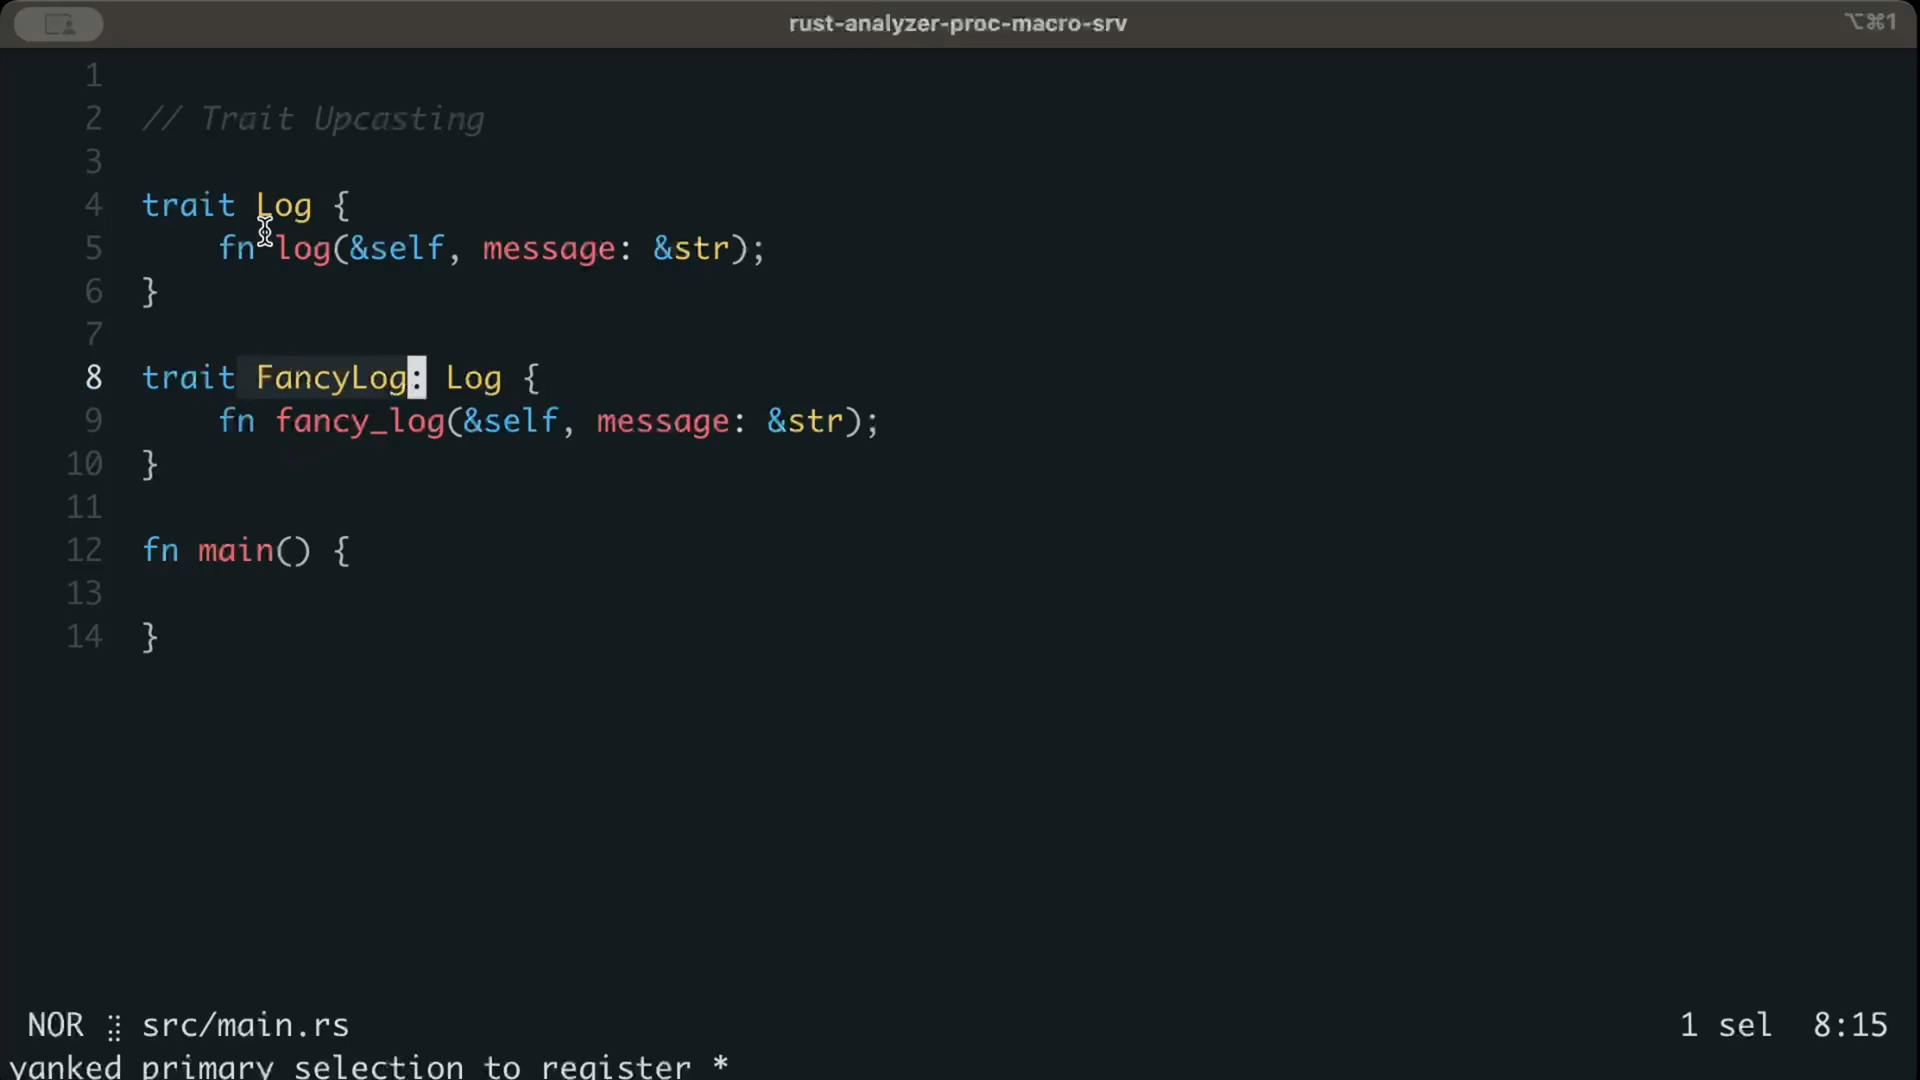 rust-analyzer-proc-macro-srv ⌥⌘1
1
2 // Trait Upcasting
3
4 trait Log {
5     fn log(&self, message: &str);
6 }
7
8 trait FancyLog: Log {
9     fn fancy_log(&self, message: &str);
10 }
11
12 fn main() {
13
14 }
NOR ⣿ src/main.rs 1 sel 8:15
yanked primary selection to register *